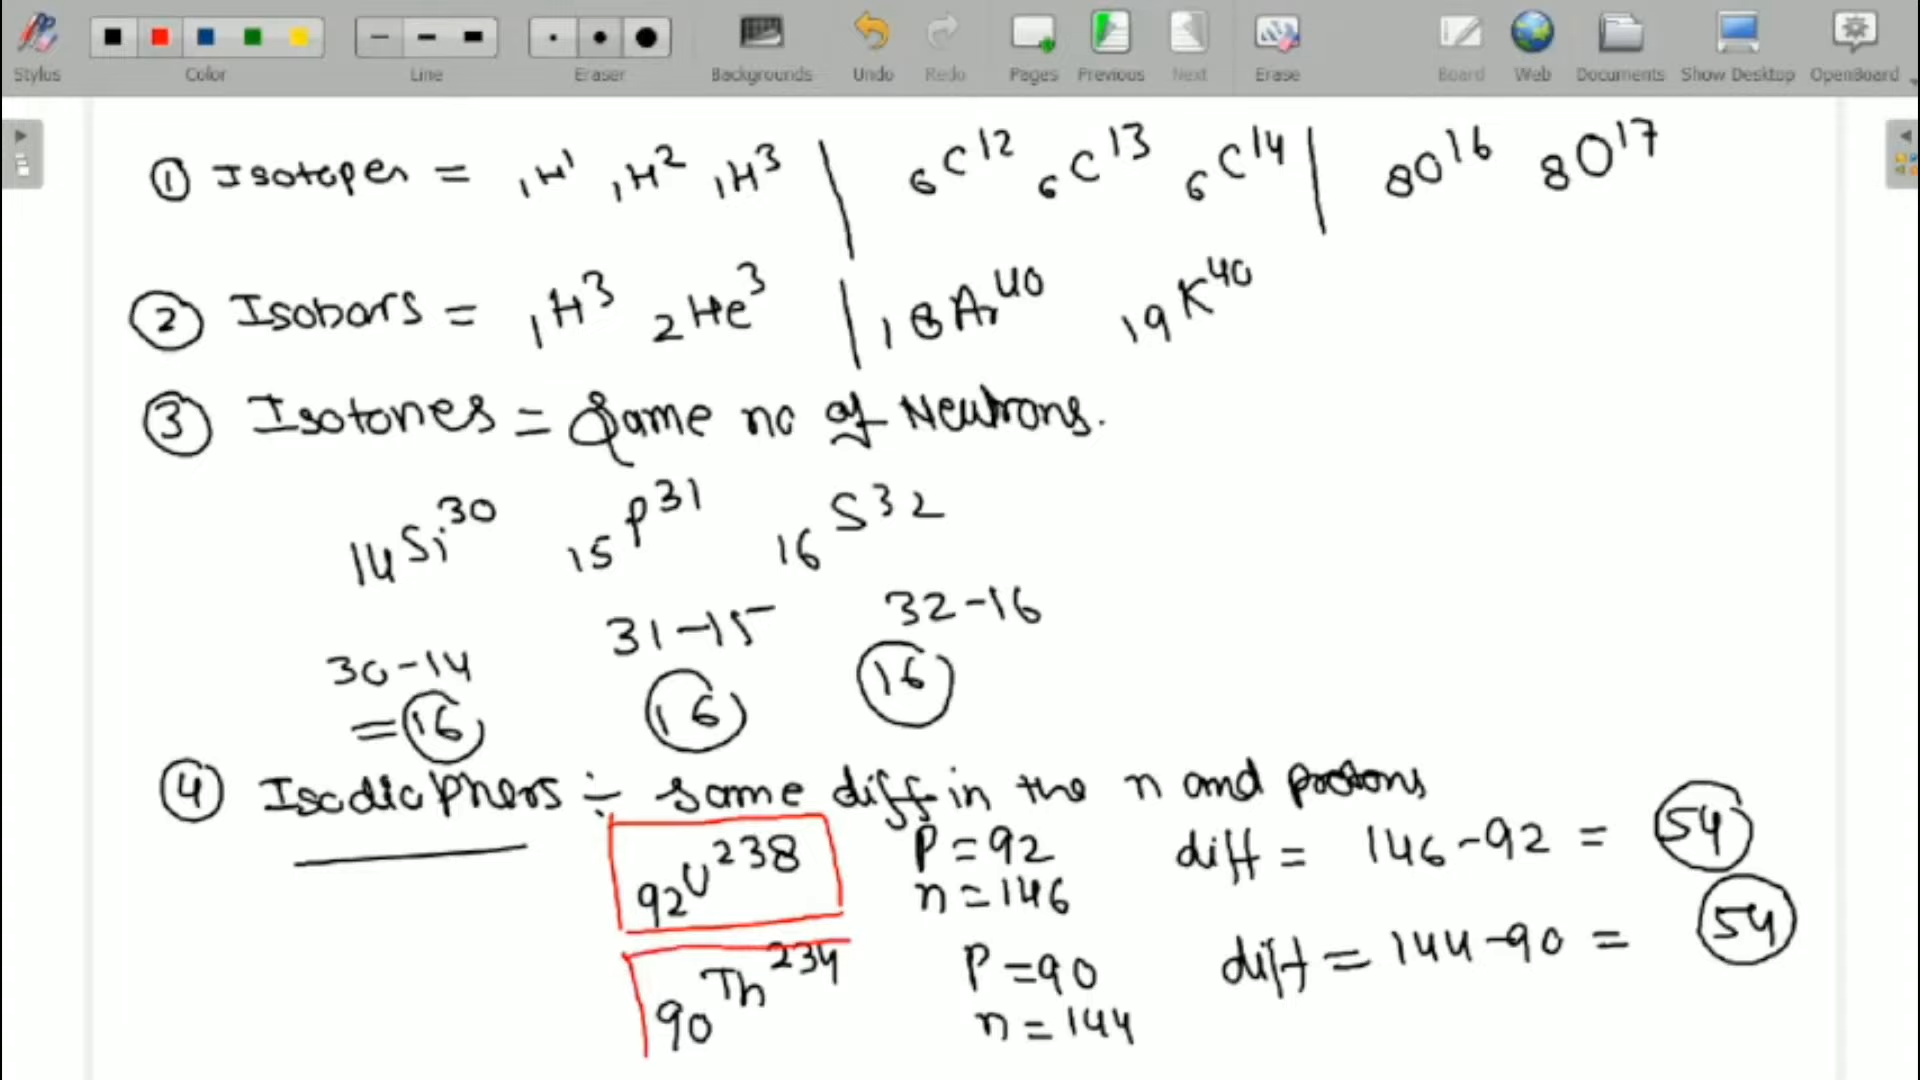 Stylus Color Line Eraser Backgrounds Undo Redo Pages Previous Next Erase Board Web Documents Show Desktop OpenBoard
① Isotopes = ₁H¹ ₁H² ₁H³ | ₆C¹² ₆C¹³ ₆C¹⁴ | ₈O¹⁶ ₈O¹⁷
② Isobars = ₁H³ ₂He³ | ₁₈Ar⁴⁰ ₁₉K⁴⁰
③ Isotones = Same no of Neutrons.
₁₄Si³⁰ ₁₅P³¹ ₁₆S³²
30-14 31-15 32-16
= 16 16 16
④ Isodiaphers ÷ same diff in the n and protons
₉₂U²³⁸ P = 92 diff = 146-92 = 54
n = 146
₉₀Th²³⁴ P = 90 diff = 144-90 = 54
n = 144